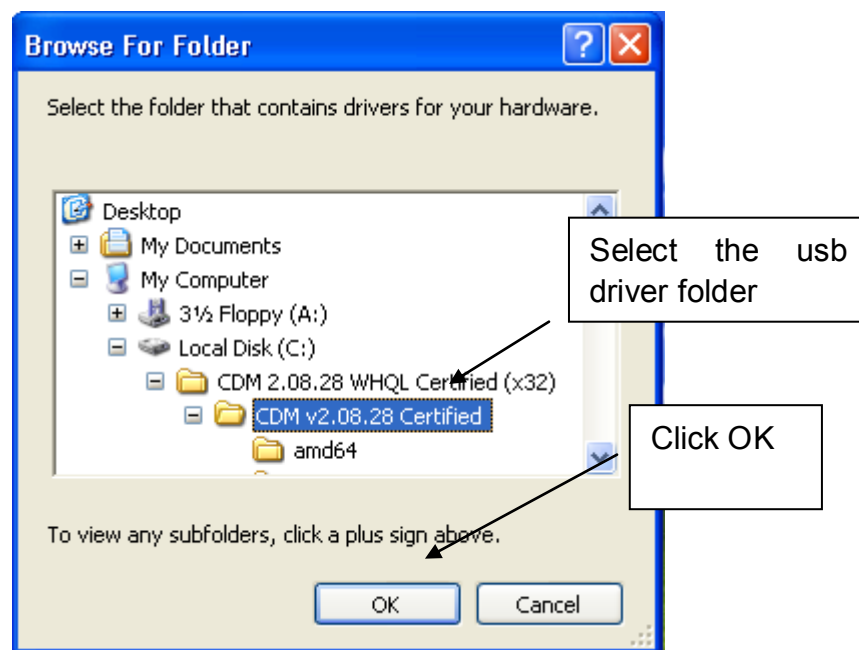 Browse For Folder
Select the folder that contains drivers for your hardware.
Desktop
My Documents
My Computer
3½ Floppy (A:)
Local Disk (C:)
CDM 2.08.28 WHQL Certified (x32)
CDM v2.08.28 Certified
amd64
Select the usb
driver folder
Click OK
To view any subfolders, click a plus sign above.
OK
Cancel